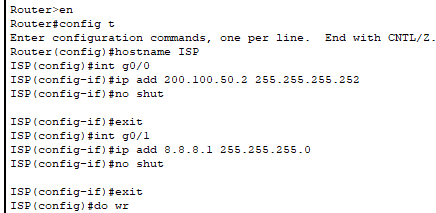 Router>en
Router#config t
Enter configuration commands, one per line.  End with CNTL/Z.
Router(config)#hostname ISP
ISP(config)#int g0/0
ISP(config-if)#ip add 200.100.50.2 255.255.255.252
ISP(config-if)#no shut
ISP(config-if)#exit
ISP(config)#int g0/1
ISP(config-if)#ip add 8.8.8.1 255.255.255.0
ISP(config-if)#no shut
ISP(config-if)#exit
ISP(config)#do wr